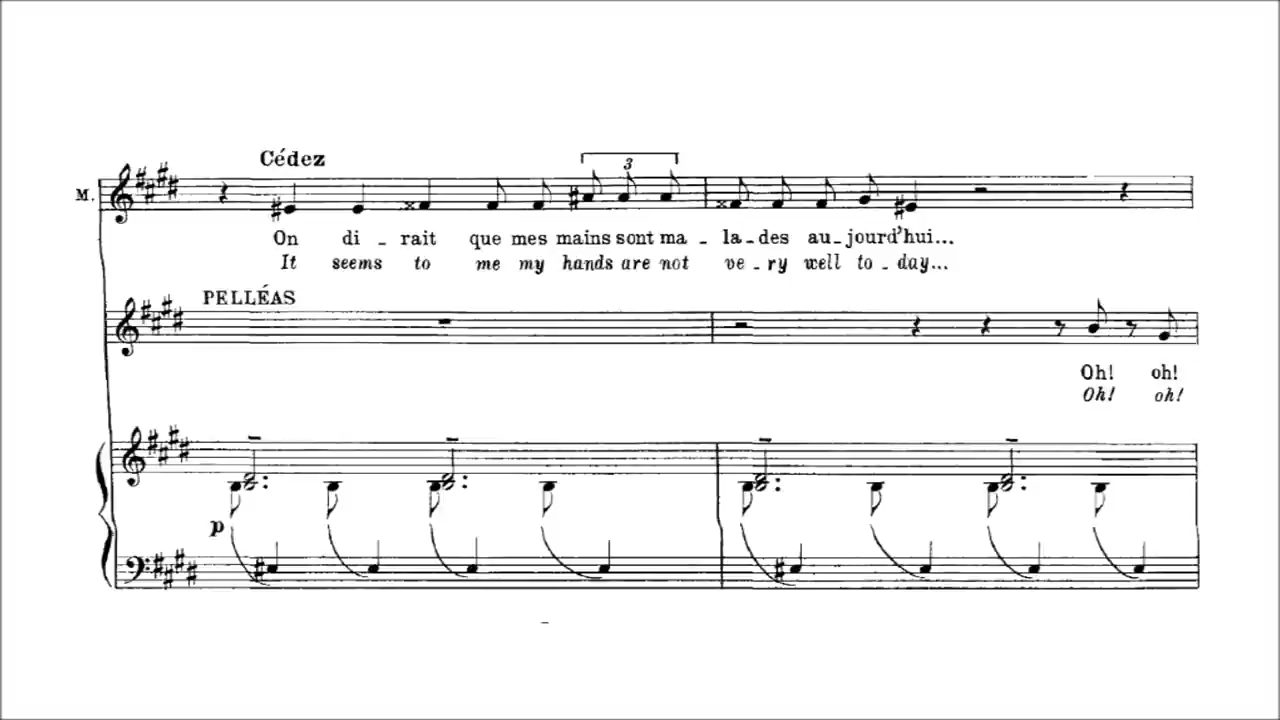 Cédez
3
M.
On di _ rait que mes mains sont ma _ la _ des au _ jourd'hui...
It seems to me my hands are not ve _ ry well to _ day...
PELLÉAS
Oh! oh!
Oh! oh!
p